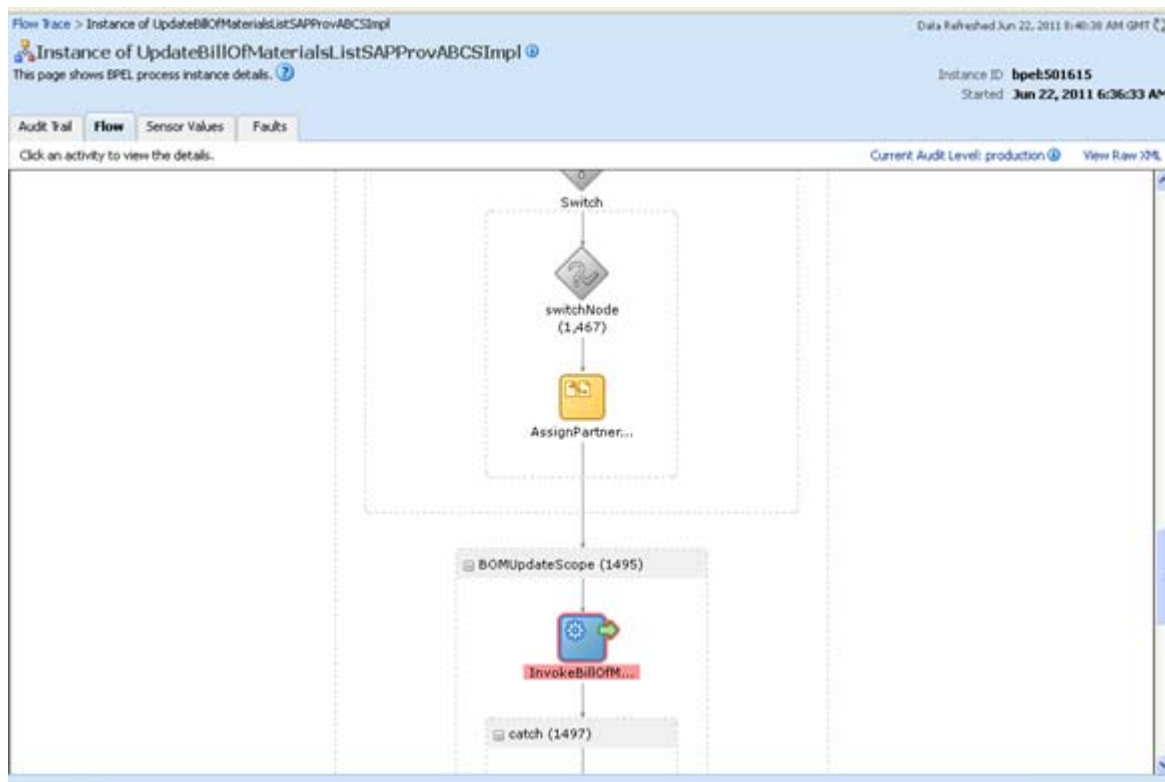 Flow Trace > Instance of UpdateBillOfMaterialsListSAPProvABCSImpl
Data Refreshed Jun 22, 2011 8:40:38 AM GMT
Instance of UpdateBillOfMaterialsListSAPProvABCSImpl
This page shows BPEL process instance details.
Instance ID bpel:501615
Started Jun 22, 2011 6:36:33 AM
Audit Trail Flow Sensor Values Faults
Click an activity to view the details.
Current Audit Level: production View Raw XML
Switch
switchNode
(1,467)
AssignPartner...
BOMUpdateScope (1495)
InvokeBillOfM...
catch (1497)